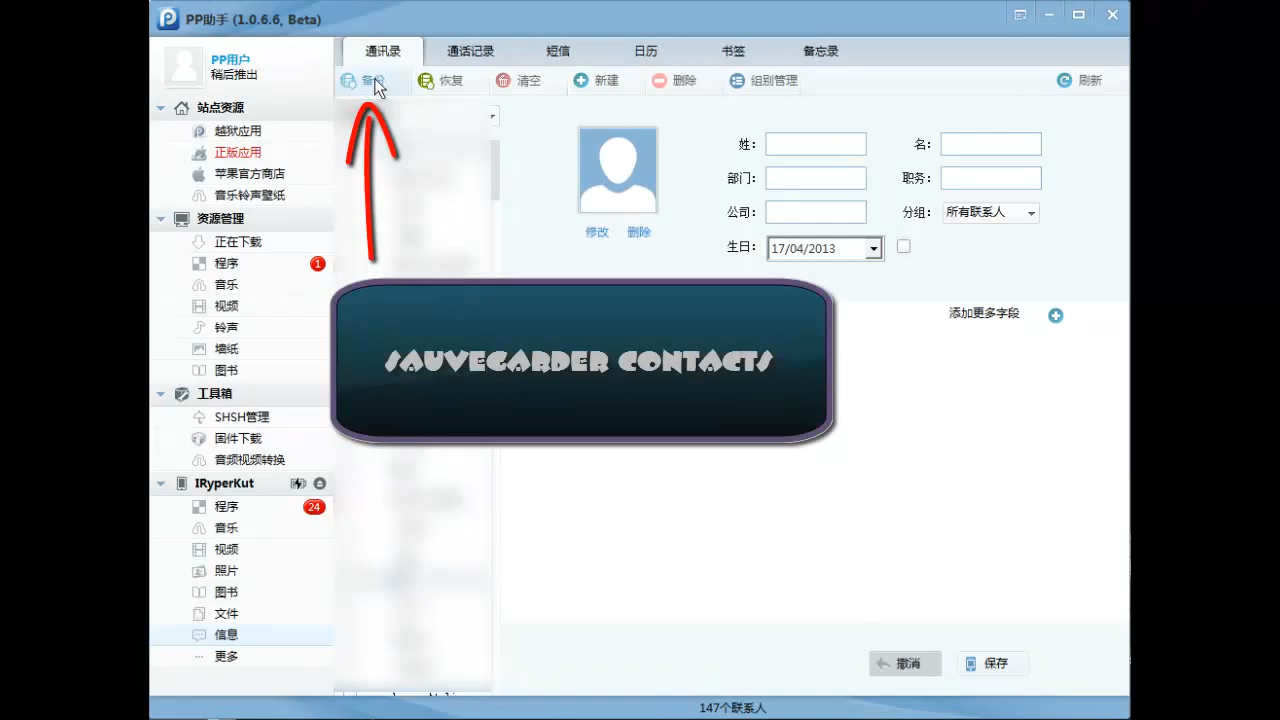 PP助手 (1.0.6.6, Beta)
PP用户
稍后推出
站点资源
越狱应用
正版应用
苹果官方商店
音乐铃声壁纸
资源管理
正在下载
程序 1
音乐
视频
铃声
墙纸
图书
工具箱
SHSH管理
固件下载
音频视频转换
IRyperKut
程序 24
音乐
视频
照片
图书
文件
信息
更多
通讯录 通话记录 短信 日历 书签 备忘录
备份 恢复 清空 新建 删除 组别管理 刷新
姓: 名:
部门: 职务:
公司: 分组: 所有联系人
生日: 17/04/2013
修改 删除
添加更多字段
SAUVEGARDER CONTACTS
撤消 保存
147个联系人